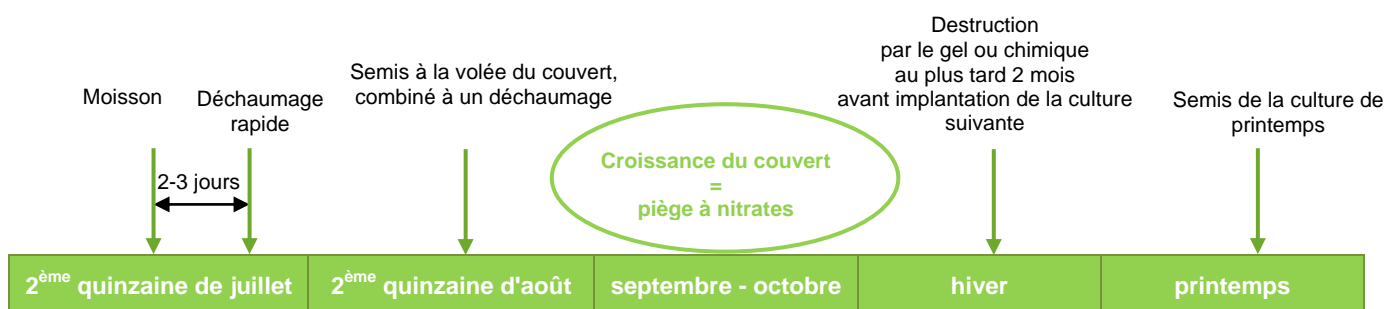 Moisson
Déchaumage
rapide
2-3 jours
Semis à la volée du couvert,
combiné à un déchaumage
Croissance du couvert
=
piège à nitrates
Destruction
par le gel ou chimique
au plus tard 2 mois
avant implantation de la culture
suivante
Semis de la culture de
printemps
2ème quinzaine de juillet
2ème quinzaine d'août
septembre - octobre
hiver
printemps